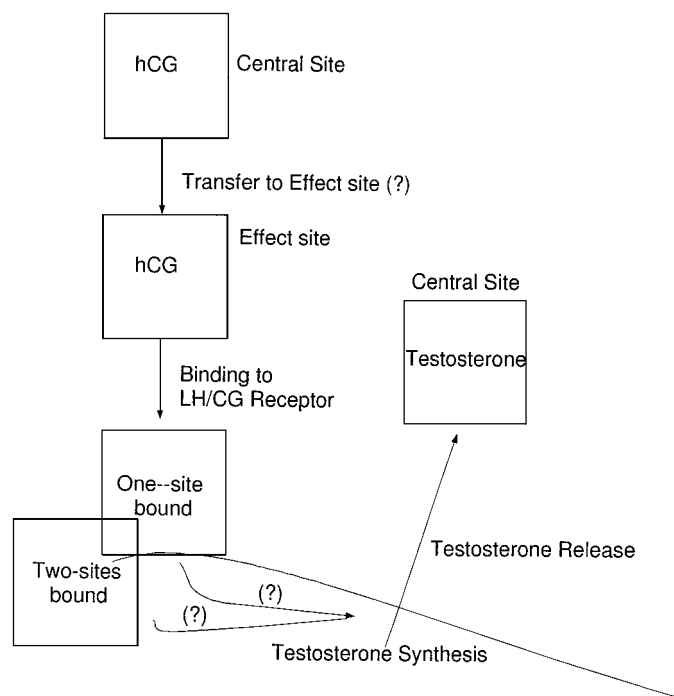 hCG
Central Site
Transfer to Effect site (?)
Effect site
hCG
Central Site
Testosterone
Binding to
LH/CG Receptor
One--site
bound
Testosterone Release
Two-sites
bound
(?)
(?)
Testosterone Synthesis